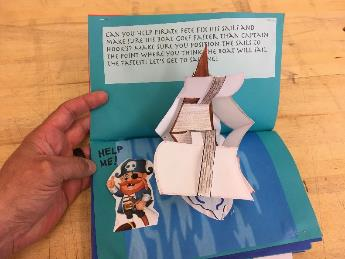 CAN YOU HELP PIRATE PETE FIX HIS SAILS AND
MAKE SURE HIS BOAT GOES FASTER THAN CAPTAIN
HOOKS? MAKE SURE YOU POSITION THE SAILS TO
THE POINT WHERE YOU THINK THE BOAT WILL SAIL
THE FASTEST! LET'S GET TO SAILING!
HELP
ME!